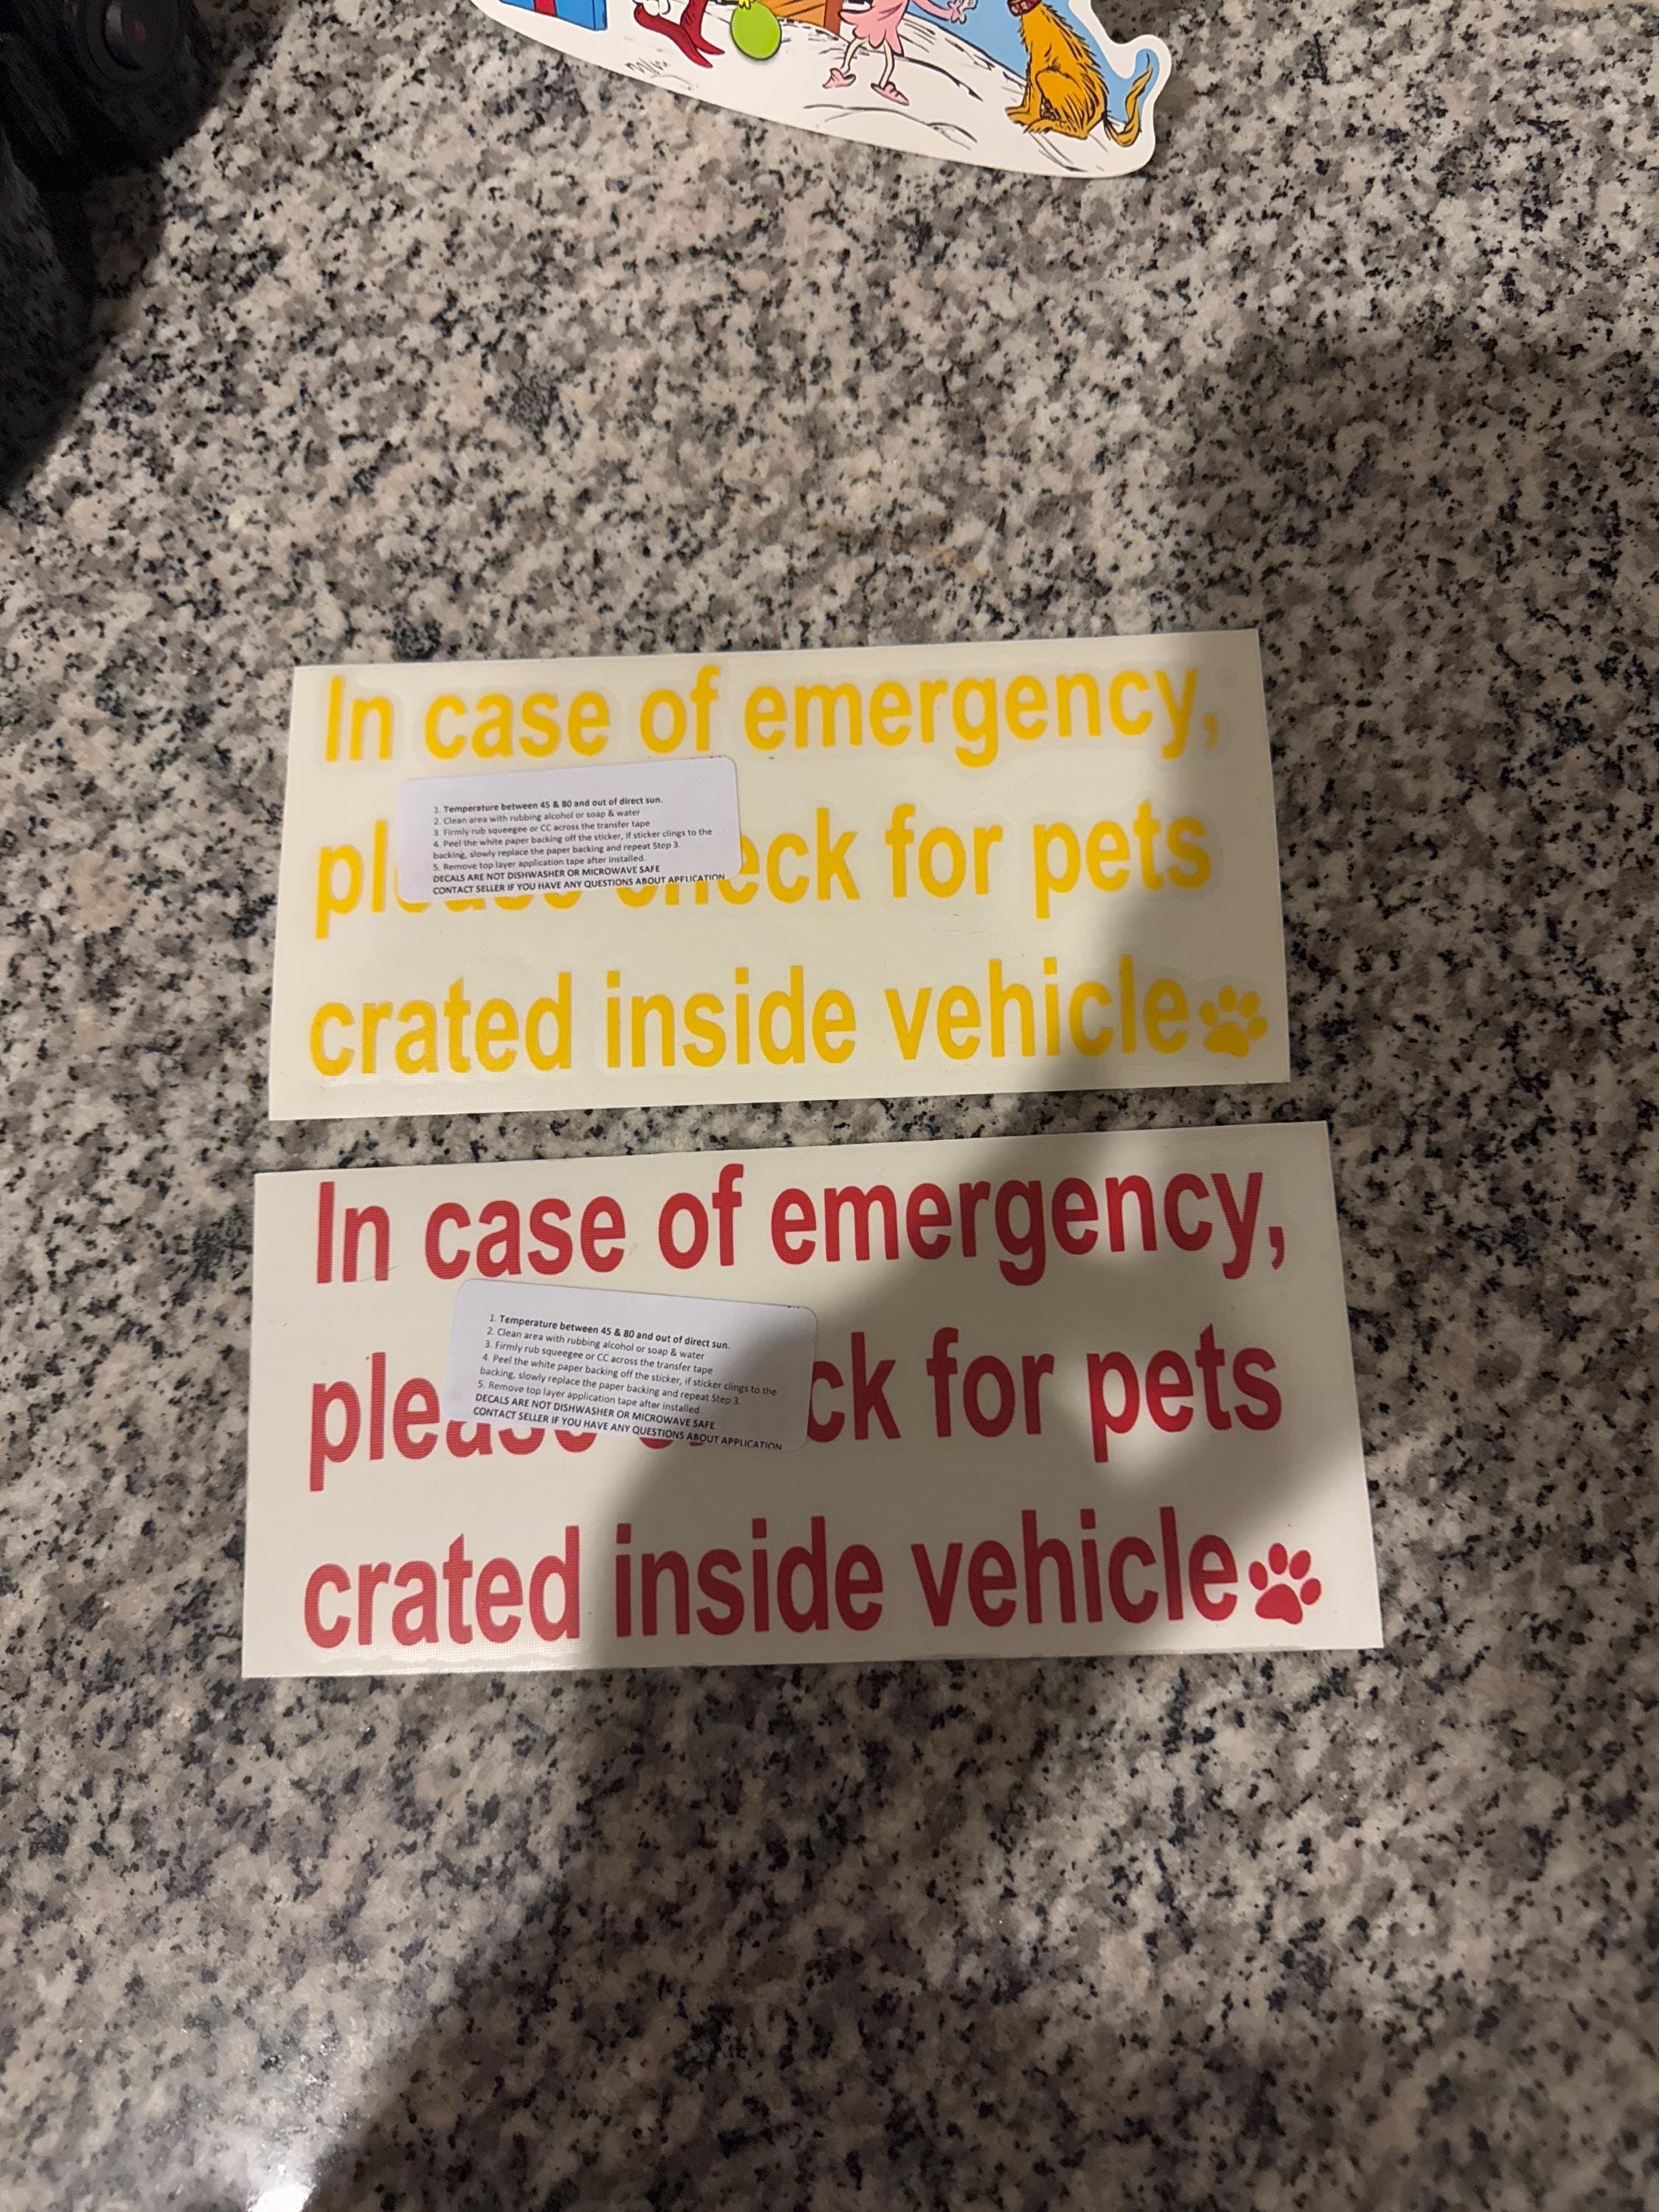 In case of emergency,
1. Temperature between 45 & 80 and out of direct sun.
2. Clean area with rubbing alcohol or soap & water
3. Firmly rub squeegee or CC across the transfer tape
4. Peel the white paper backing off the sticker, if sticker clings to the
backing, slowly replace the paper backing and repeat Step 3.
5. Remove top layer application tape after installed.
DECALS ARE NOT DISHWASHER OR MICROWAVE SAFE
CONTACT SELLER IF YOU HAVE ANY QUESTIONS ABOUT APPLICATION
please check for pets
crated inside vehicle
In case of emergency,
1. Temperature between 45 & 80 and out of direct sun.
2. Clean area with rubbing alcohol or soap & water
3. Firmly rub squeegee or CC across the transfer tape
4. Peel the white paper backing off the sticker, if sticker clings to the
backing, slowly replace the paper backing and repeat Step 3.
5. Remove top layer application tape after installed.
DECALS ARE NOT DISHWASHER OR MICROWAVE SAFE
CONTACT SELLER IF YOU HAVE ANY QUESTIONS ABOUT APPLICATION
please check for pets
crated inside vehicle